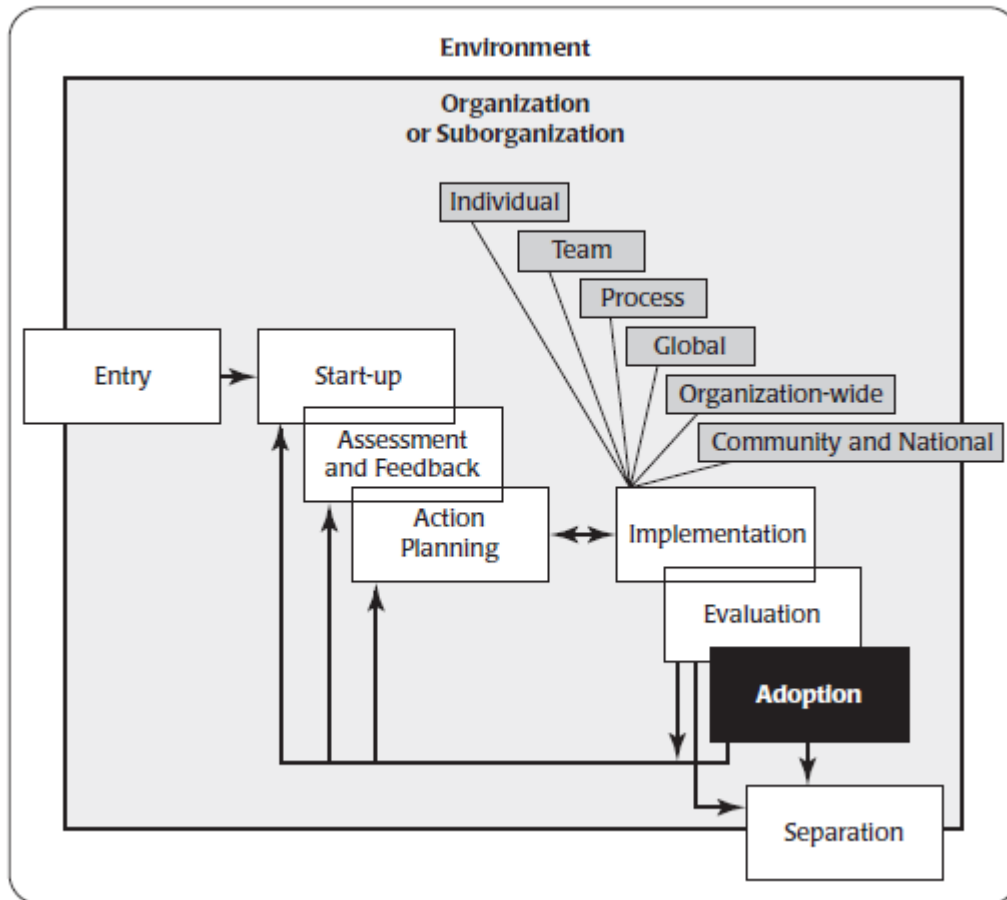 Environment
Organization
or Suborganization
Individual
Team
Process
Global
Organization-wide
Community and National
Entry
Start-up
Assessment
and Feedback
Action
Planning
Implementation
Evaluation
Adoption
Separation